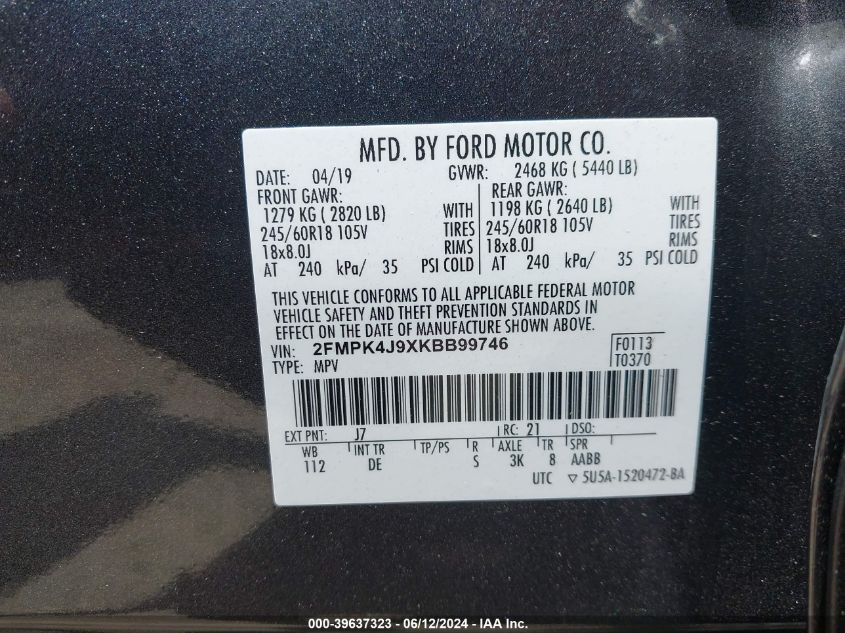 MFD. BY FORD MOTOR CO.
DATE: 04/19 GVWR: 2468 KG ( 5440 LB)
FRONT GAWR: REAR GAWR:
1279 KG ( 2820 LB) WITH 1198 KG ( 2640 LB) WITH
245/60R18 105V TIRES 245/60R18 105V TIRES
18x8.0J RIMS 18x8.0J RIMS
AT 240 kPa/ 35 PSI COLD AT 240 kPa/ 35 PSI COLD
THIS VEHICLE CONFORMS TO ALL APPLICABLE FEDERAL MOTOR
VEHICLE SAFETY AND THEFT PREVENTION STANDARDS IN
EFFECT ON THE DATE OF MANUFACTURE SHOWN ABOVE.
VIN: 2FMPK4J9XKBB99746 F0113
TYPE: MPV T0370
EXT PNT: J7 RC: 21 DSO:
WB INT TR TP/PS R AXLE TR SPR
112 DE S 3K 8 AABB
UTC ▽ 5U5A-1520472-BA
000-39637323 - 06/12/2024 - IAA Inc.